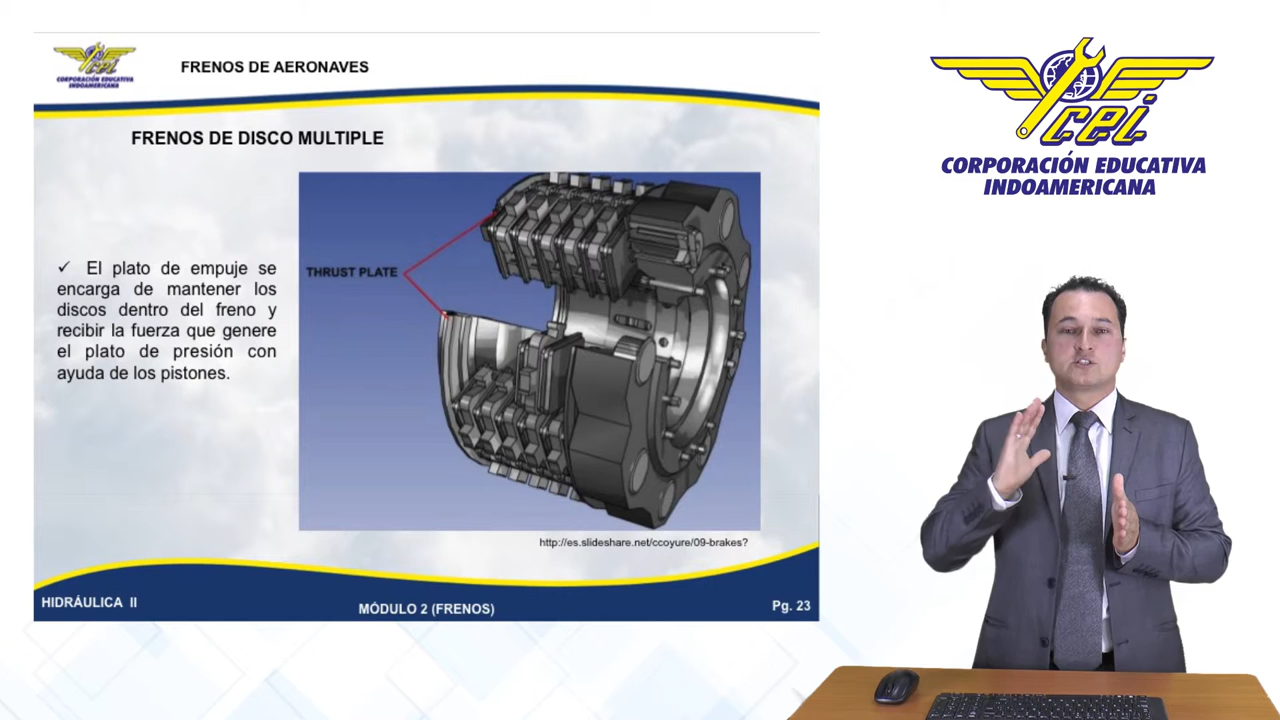 cei
CORPORACIÓN EDUCATIVA
INDOAMERICANA
FRENOS DE AERONAVES
FRENOS DE DISCO MULTIPLE
✓ El plato de empuje se
encarga de mantener los
discos dentro del freno y
recibir la fuerza que genere
el plato de presión con
ayuda de los pistones.
THRUST PLATE
http://es.slideshare.net/ccoyure/09-brakes?
HIDRÁULICA II
MÓDULO 2 (FRENOS)
Pg. 23
cei
CORPORACIÓN EDUCATIVA
INDOAMERICANA